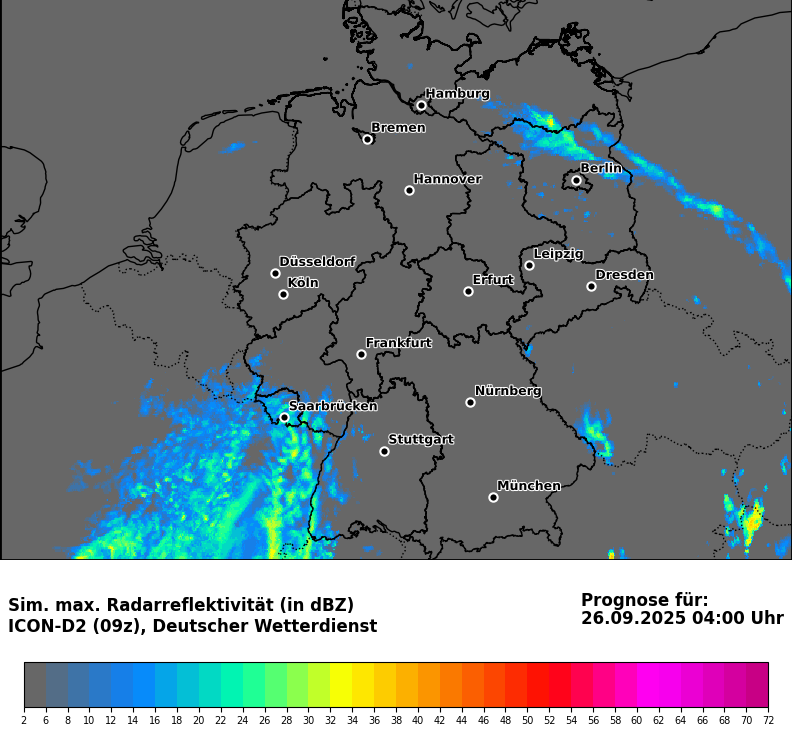 Hamburg
Bremen
Berlin
Hannover
Leipzig
Düsseldorf
Dresden
Köln
Erfurt
Frankfurt
Nürnberg
Saarbrücken
Stuttgart
München
Sim. max. Radarreflektivität (in dBZ)
ICON-D2 (09z), Deutscher Wetterdienst
Prognose für:
26.09.2025 04:00 Uhr
2 6 8 10 12 14 16 18 20 22 24 26 28 30 32 34 36 38 40 42 44 46 48 50 52 54 56 58 60 62 64 66 68 70 72